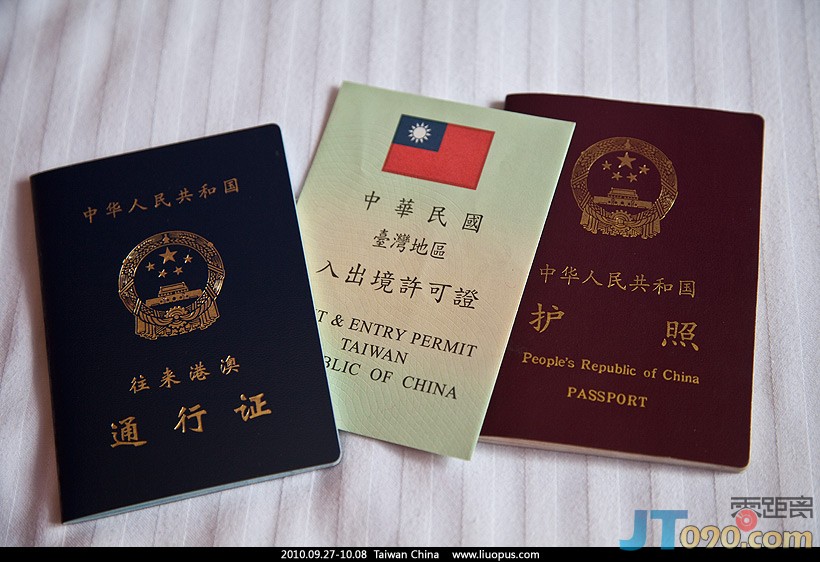 中华人民共和国
往来港澳
通行证
中華民國
臺灣地區
入出境許可證
T & ENTRY PERMIT
TAIWAN
BLIC OF CHINA
中华人民共和国
护照
People's Republic of China
PASSPORT
零距离
JT090.com
2010.09.27-10.08 Taiwan China www.liuopus.com